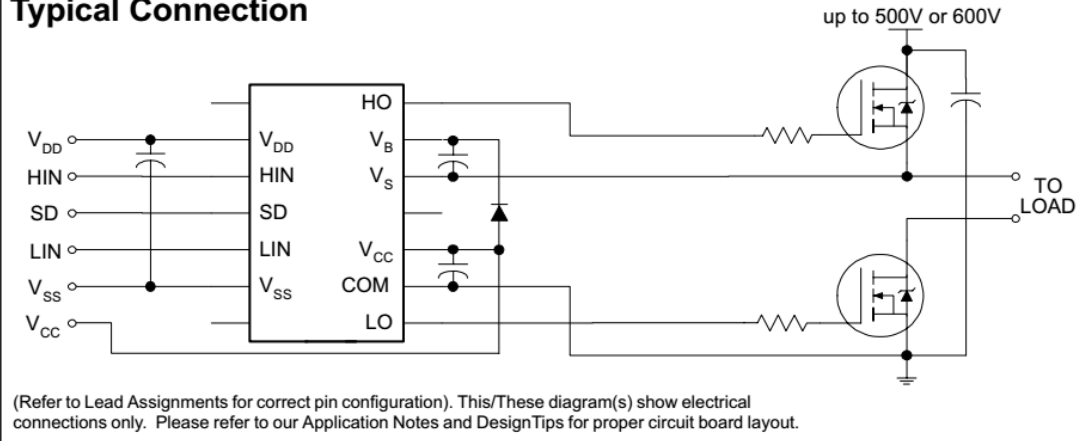 Typical Connection
up to 500V or 600V
HO
VDD
VDD
VB
HIN
HIN
VS
TO
LOAD
SD
SD
LIN
LIN
VCC
VSS
VSS
COM
VCC
LO
(Refer to Lead Assignments for correct pin configuration). This/These diagram(s) show electrical
connections only. Please refer to our Application Notes and DesignTips for proper circuit board layout.